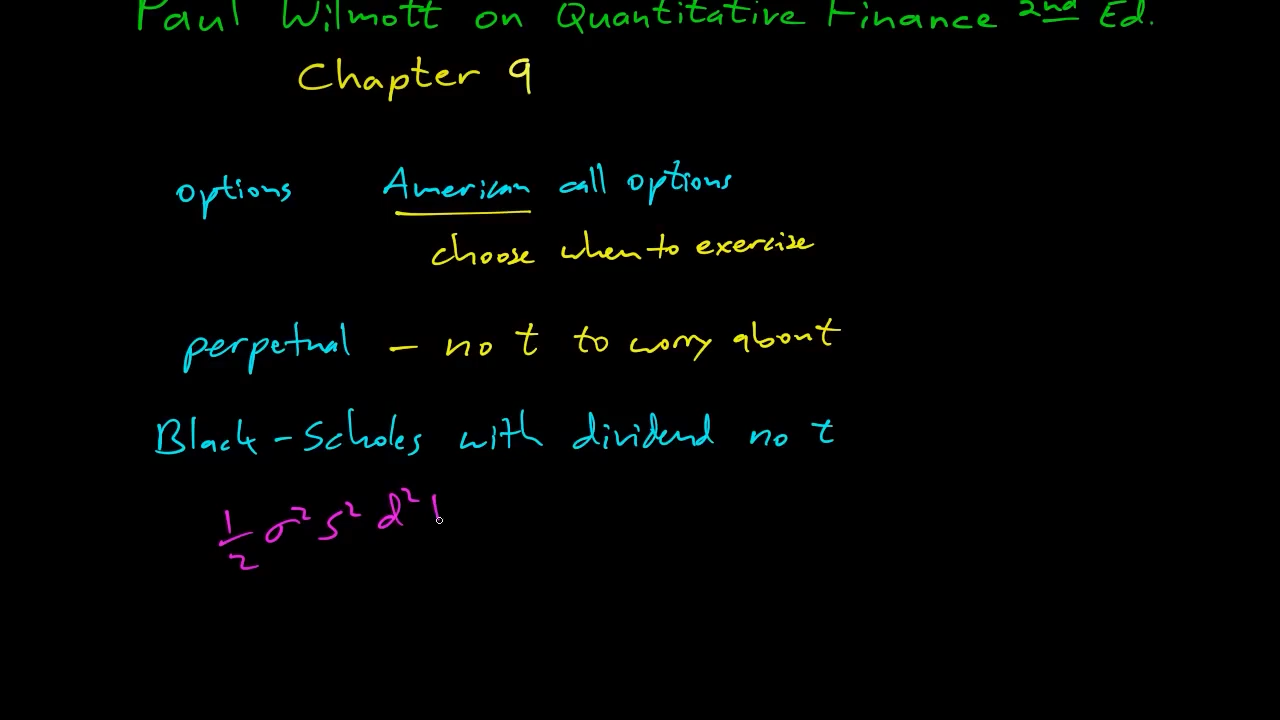 Paul Wilmott on Quantitative Finance 2nd Ed.
Chapter 9
options American call options
choose when to exercise
perpetual – no t to worry about
Black-Scholes with dividend no t
1/2 σ² S² d²